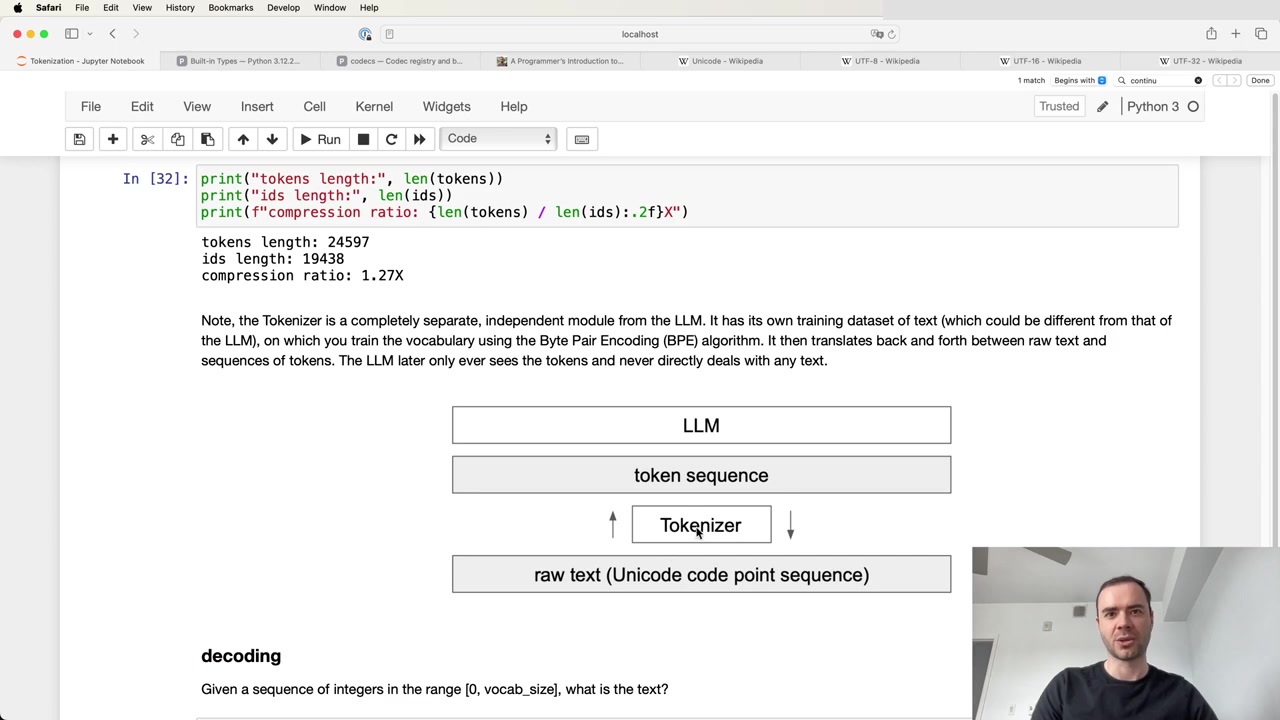 Safari File Edit View History Bookmarks Develop Window Help
localhost
Tokenization - Jupyter Notebook
Built-in Types — Python 3.12.2...
codecs — Codec registry and b...
A Programmer's Introduction to...
Unicode - Wikipedia
UTF-8 - Wikipedia
UTF-16 - Wikipedia
UTF-32 - Wikipedia
1 match Begins with continu Done
File Edit View Insert Cell Kernel Widgets Help Trusted Python 3
Run Code
In [32]: print("tokens length:", len(tokens))
print("ids length:", len(ids))
print(f"compression ratio: {len(tokens) / len(ids):.2f}X")
tokens length: 24597
ids length: 19438
compression ratio: 1.27X
Note, the Tokenizer is a completely separate, independent module from the LLM. It has its own training dataset of text (which could be different from that of
the LLM), on which you train the vocabulary using the Byte Pair Encoding (BPE) algorithm. It then translates back and forth between raw text and
sequences of tokens. The LLM later only ever sees the tokens and never directly deals with any text.
LLM
token sequence
Tokenizer
raw text (Unicode code point sequence)
decoding
Given a sequence of integers in the range [0, vocab_size], what is the text?